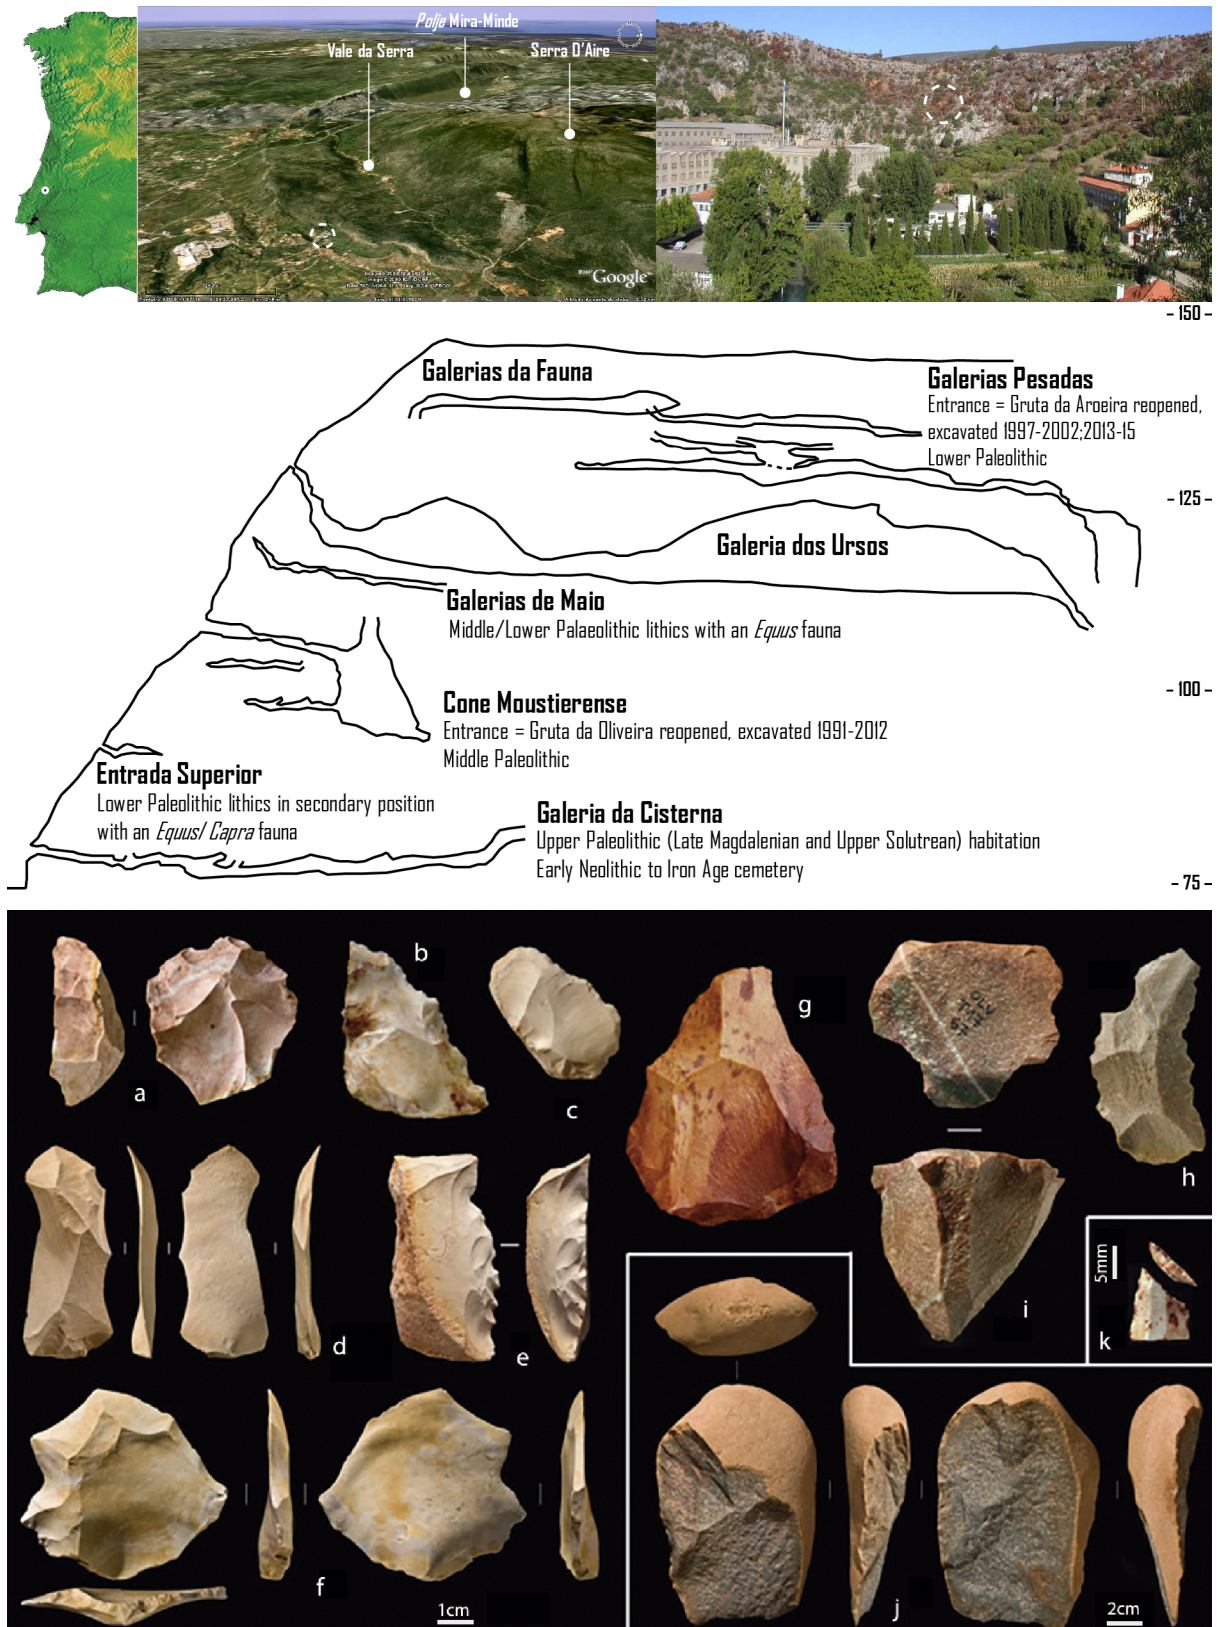 Polje Mira-Minde
Vale da Serra
Serra D'Aire
Google
– 150 –
Galerias da Fauna
Galerias Pesadas
Entrance = Gruta da Aroeira reopened,
excavated 1997-2002;2013-15
Lower Paleolithic
– 125 –
Galeria dos Ursos
Galerias de Maio
Middle/Lower Palaeolithic lithics with an Equus fauna
– 100 –
Cone Moustierense
Entrance = Gruta da Oliveira reopened, excavated 1991-2012
Middle Paleolithic
Entrada Superior
Lower Paleolithic lithics in secondary position
with an Equus/ Capra fauna
Galeria da Cisterna
Upper Paleolithic (Late Magdalenian and Upper Solutrean) habitation
Early Neolithic to Iron Age cemetery
– 75 –
a
b
c
g
h
d
e
i
5mm
k
f
1cm
j
2cm